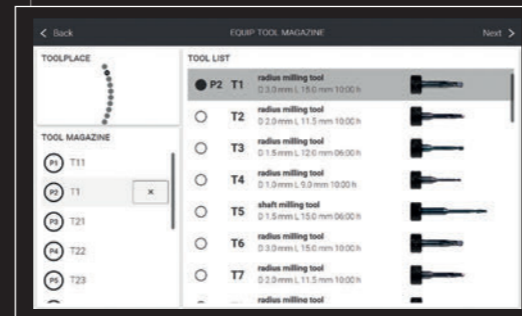 Back
EQUIP TOOL MAGAZINE
Next
TOOLPLACE
TOOL MAGAZINE
P1 T11
P2 T1 ×
P3 T21
P4 T22
P5 T23
TOOL LIST
P2 T1 radius milling tool
D 3.0 mm L 18.0 mm 10:00 h
T2 radius milling tool
D 2.0 mm L 11.5 mm 10:00 h
T3 radius milling tool
D 1.5 mm L 12.0 mm 06:00 h
T4 radius milling tool
D 1.0 mm L 9.0 mm 10:00 h
T5 shaft milling tool
D 1.5 mm L 15.0 mm 06:00 h
T6 radius milling tool
D 3.0 mm L 15.0 mm 10:00 h
T7 radius milling tool
D 2.0 mm L 11.5 mm 10:00 h
radius milling tool